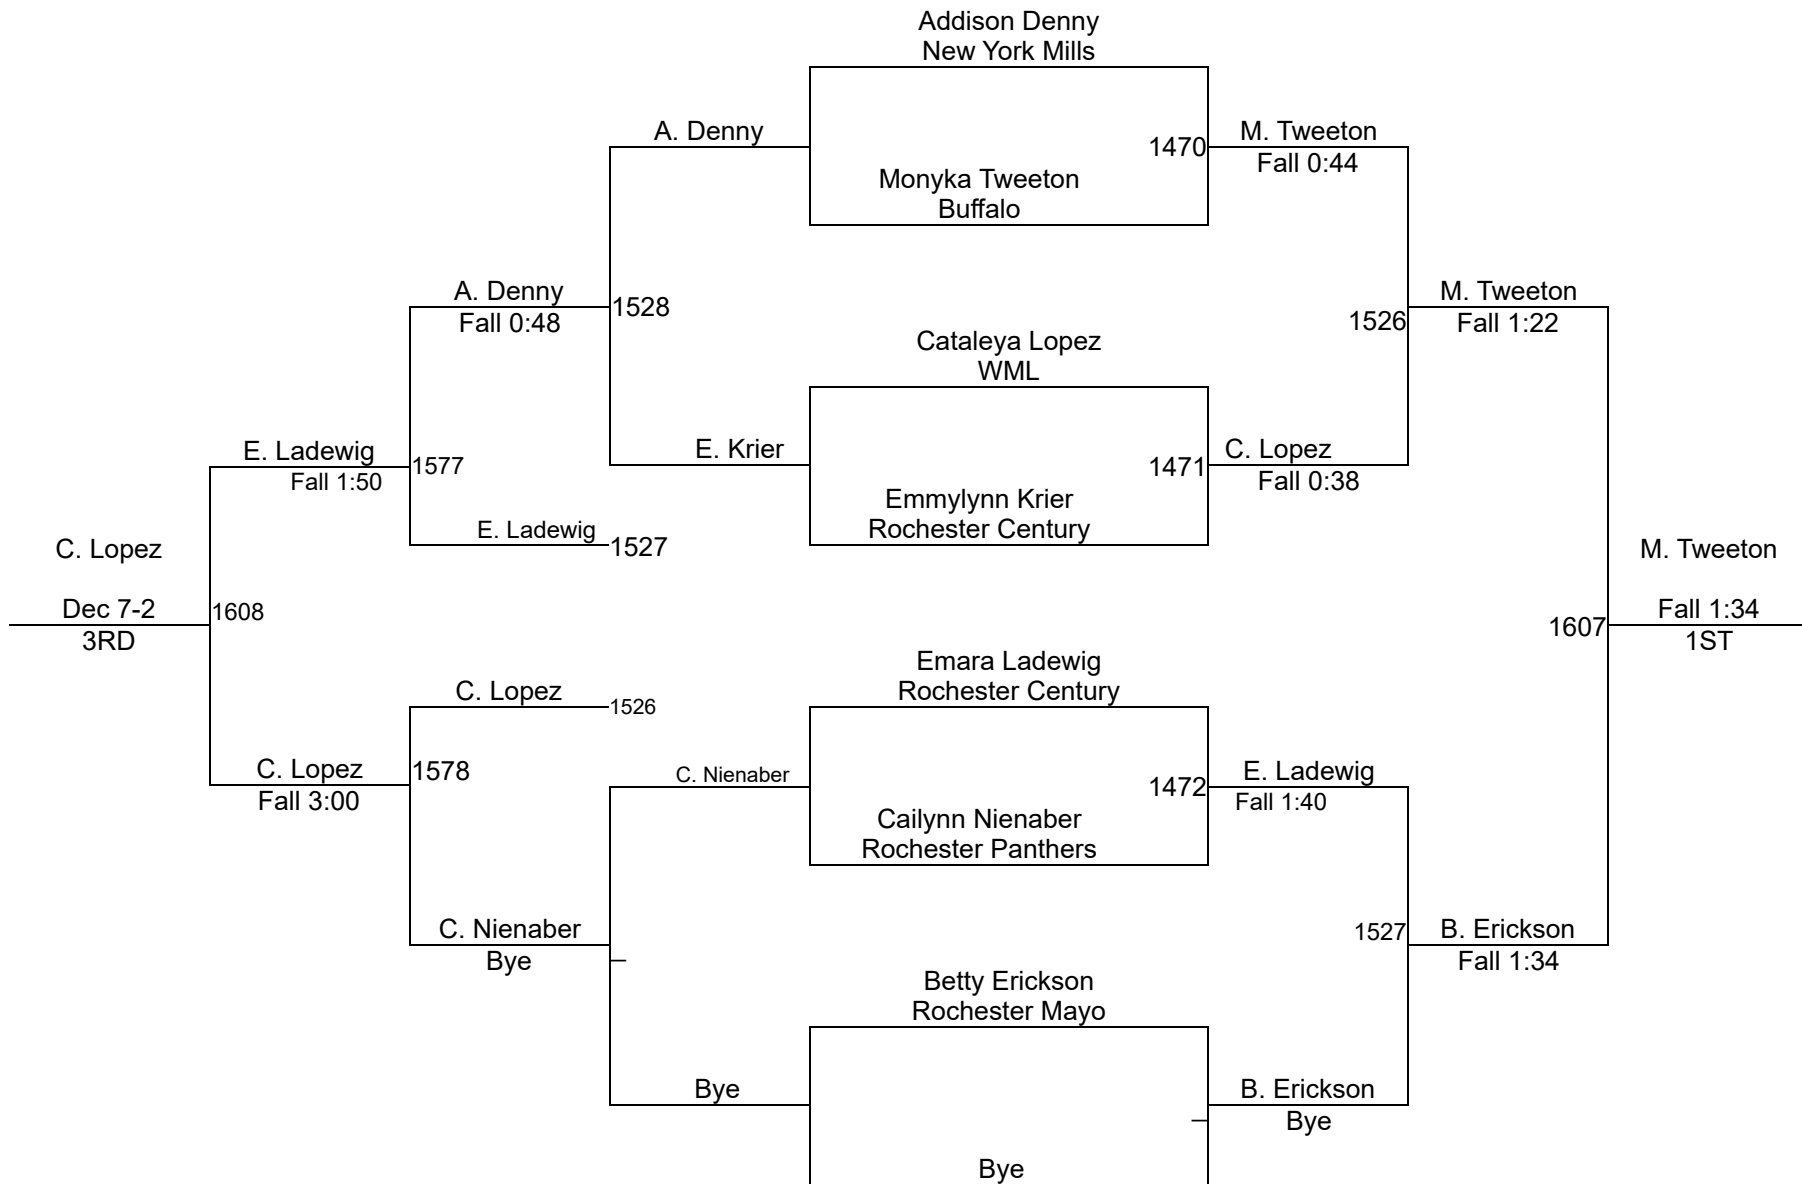 Addison Denny
New York Mills
A. Denny
1470
M. Tweeton
Fall 0:44
Monyka Tweeton
Buffalo
A. Denny
Fall 0:48
1528
1526
M. Tweeton
Fall 1:22
Cataleya Lopez
WML
E. Krier
1471
C. Lopez
Fall 0:38
E. Ladewig
Fall 1:50
1577
Emmylynn Krier
Rochester Century
E. Ladewig
1527
C. Lopez
Dec 7-2
3RD
1608
M. Tweeton
Fall 1:34
1ST
1607
Emara Ladewig
Rochester Century
C. Lopez
1526
C. Lopez
Fall 3:00
1578
C. Nienaber
1472
E. Ladewig
Fall 1:40
Cailynn Nienaber
Rochester Panthers
C. Nienaber
Bye
1527
B. Erickson
Fall 1:34
Betty Erickson
Rochester Mayo
Bye
B. Erickson
Bye
Bye